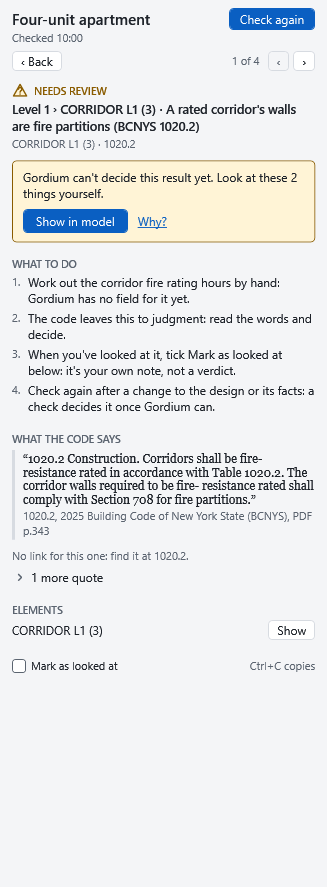 Four-unit apartment
Check again
Checked 10:00
‹ Back
1 of 4
‹
›
NEEDS REVIEW
Level 1 › CORRIDOR L1 (3) · A rated corridor's walls
are fire partitions (BCNYS 1020.2)
CORRIDOR L1 (3) · 1020.2
Gordium can't decide this result yet. Look at these 2
things yourself.
Show in model
Why?
WHAT TO DO
1. Work out the corridor fire rating hours by hand:
Gordium has no field for it yet.
2. The code leaves this to judgment: read the words and
decide.
3. When you've looked at it, tick Mark as looked at
below: it's your own note, not a verdict.
4. Check again after a change to the design or its facts: a
check decides it once Gordium can.
WHAT THE CODE SAYS
“1020.2 Construction. Corridors shall be fire-
resistance rated in accordance with Table 1020.2. The
corridor walls required to be fire- resistance rated shall
comply with Section 708 for fire partitions.”
1020.2, 2025 Building Code of New York State (BCNYS), PDF
p.343
No link for this one: find it at 1020.2.
› 1 more quote
ELEMENTS
CORRIDOR L1 (3)
Show
Mark as looked at
Ctrl+C copies